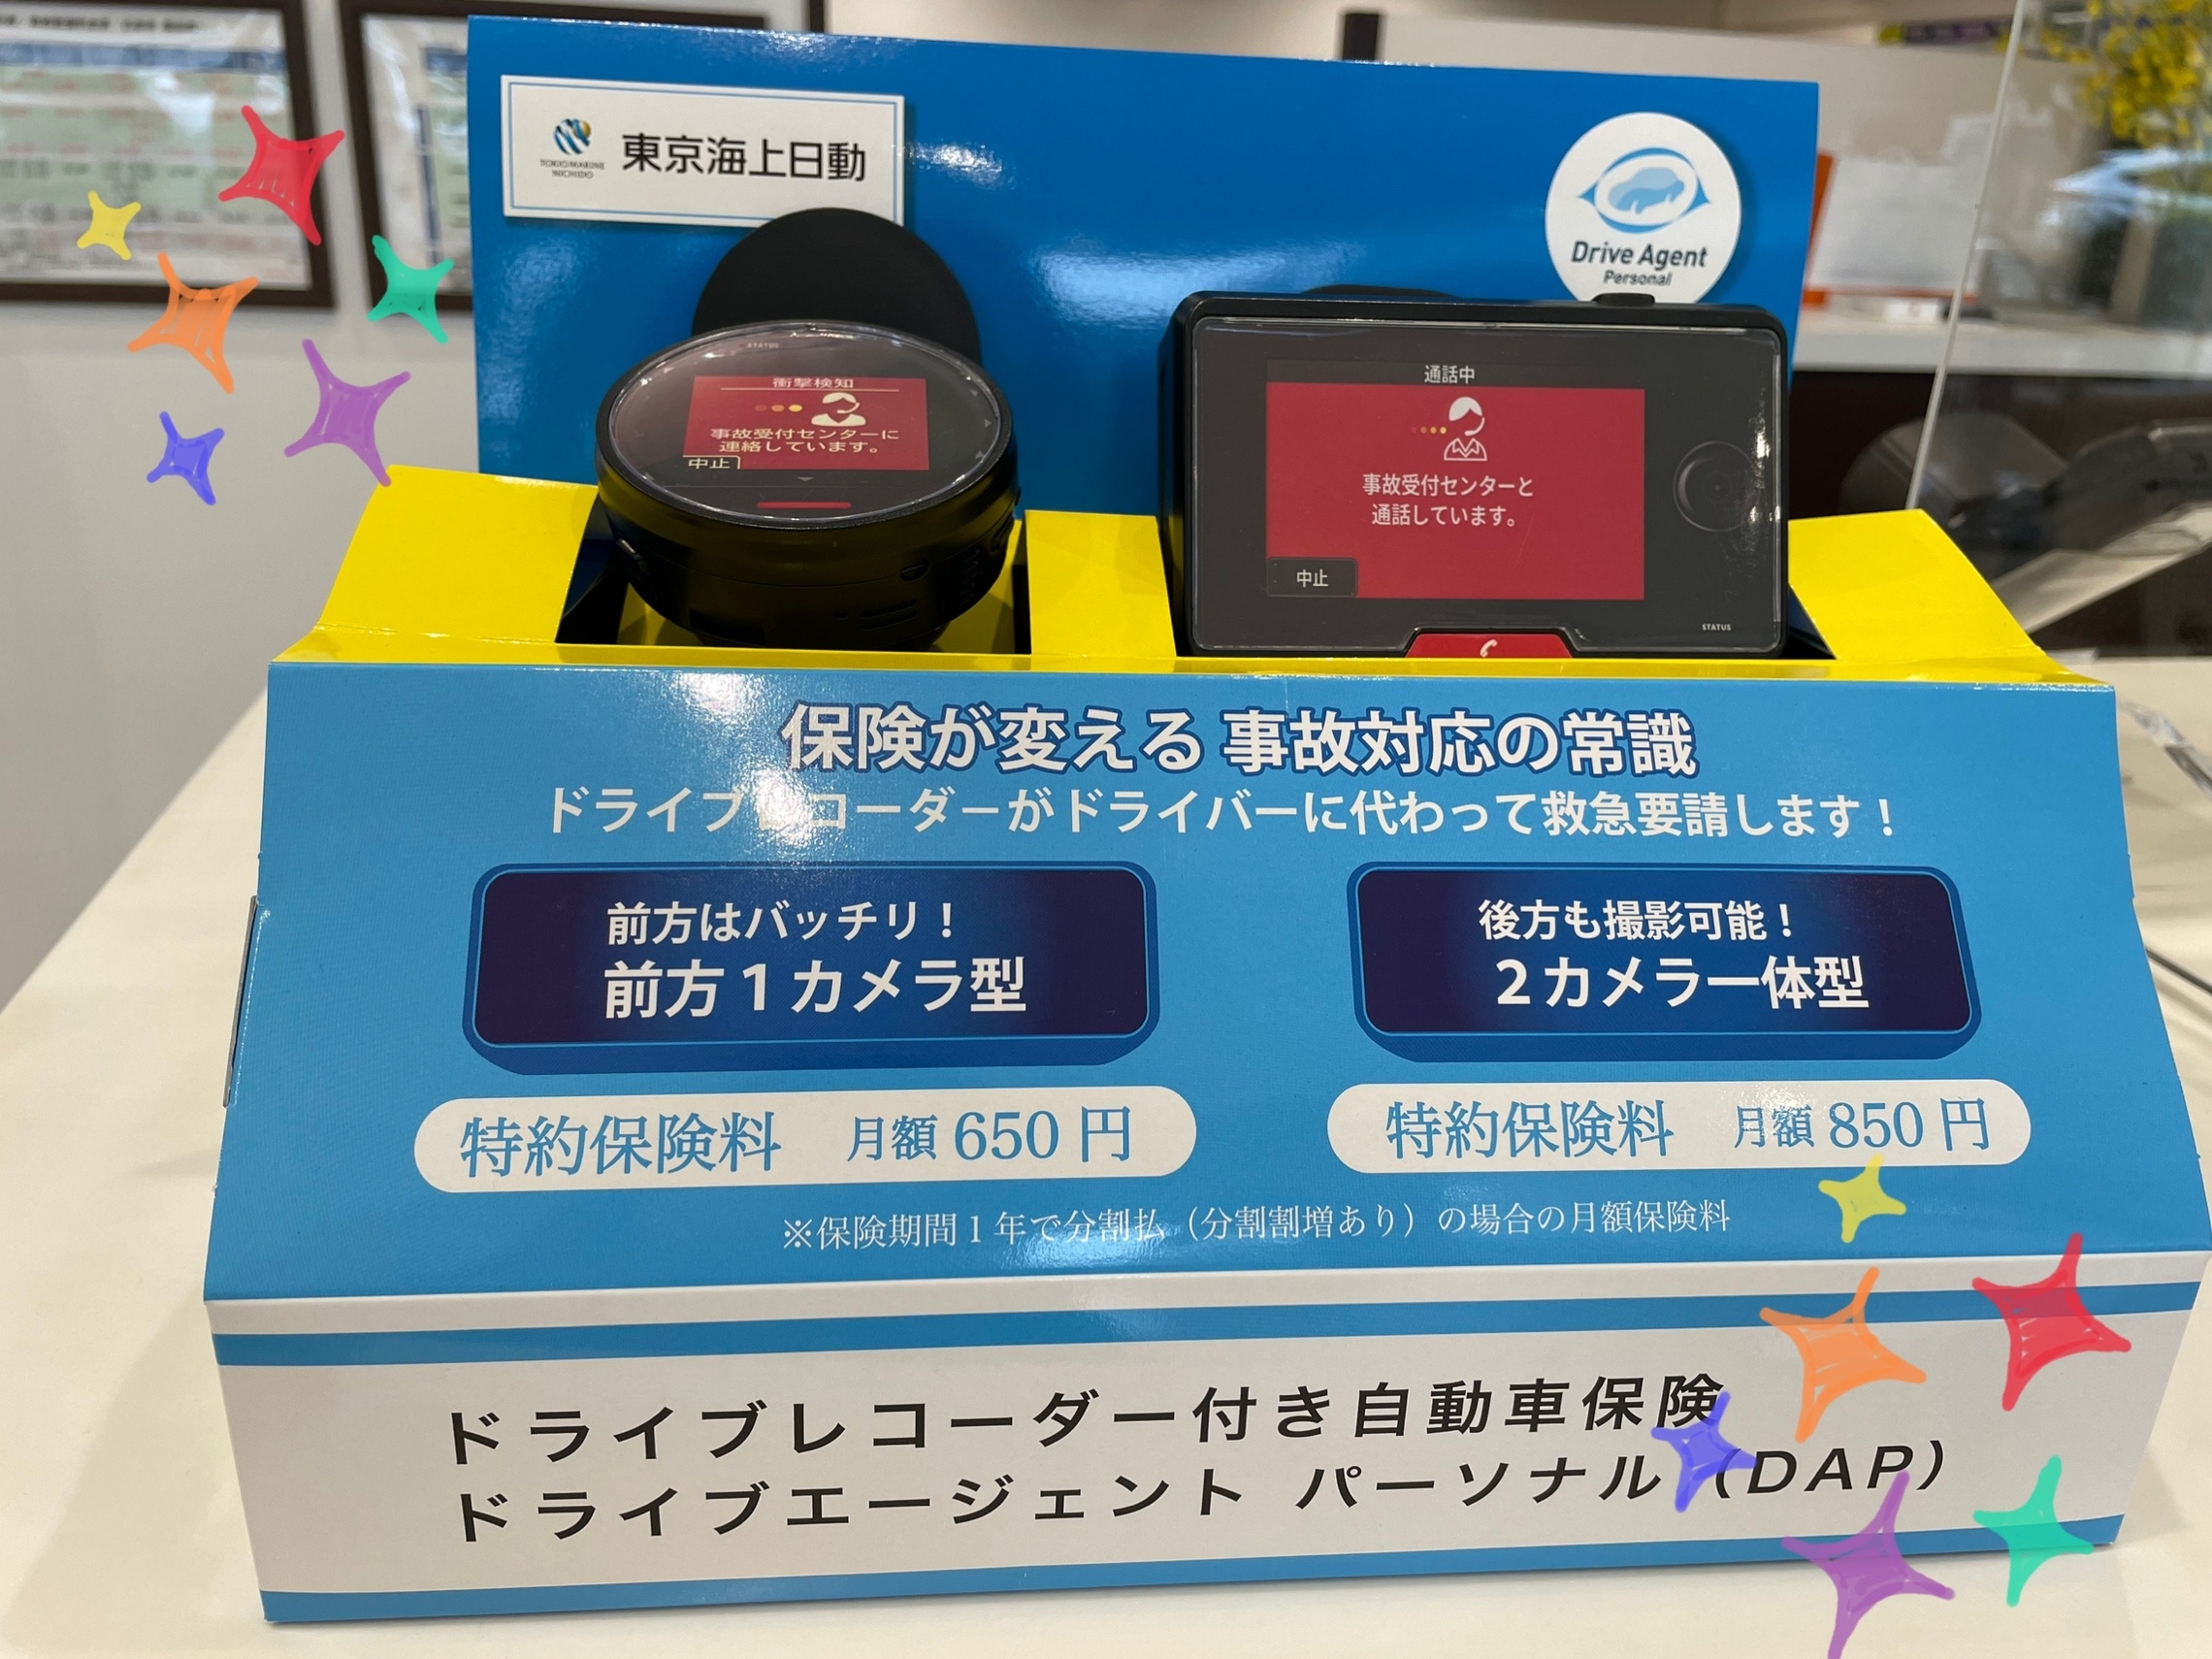 TOKIO MARINE
NICHIDO
東京海上日動
Drive Agent
Personal
STATUS
衝撃検知
事故受付センターに
連絡しています。
中止
通話中
事故受付センターと
通話しています。
中止
STATUS
保険が変える 事故対応の常識
ドライブレコーダーがドライバーに代わって救急要請します！
前方はバッチリ！
前方1カメラ型
後方も撮影可能！
2カメラ一体型
特約保険料 月額 650 円
特約保険料 月額 850 円
※保険期間1年で分割払（分割割増あり）の場合の月額保険料
ドライブレコーダー付き自動車保険
ドライブエージェント パーソナル（DAP）